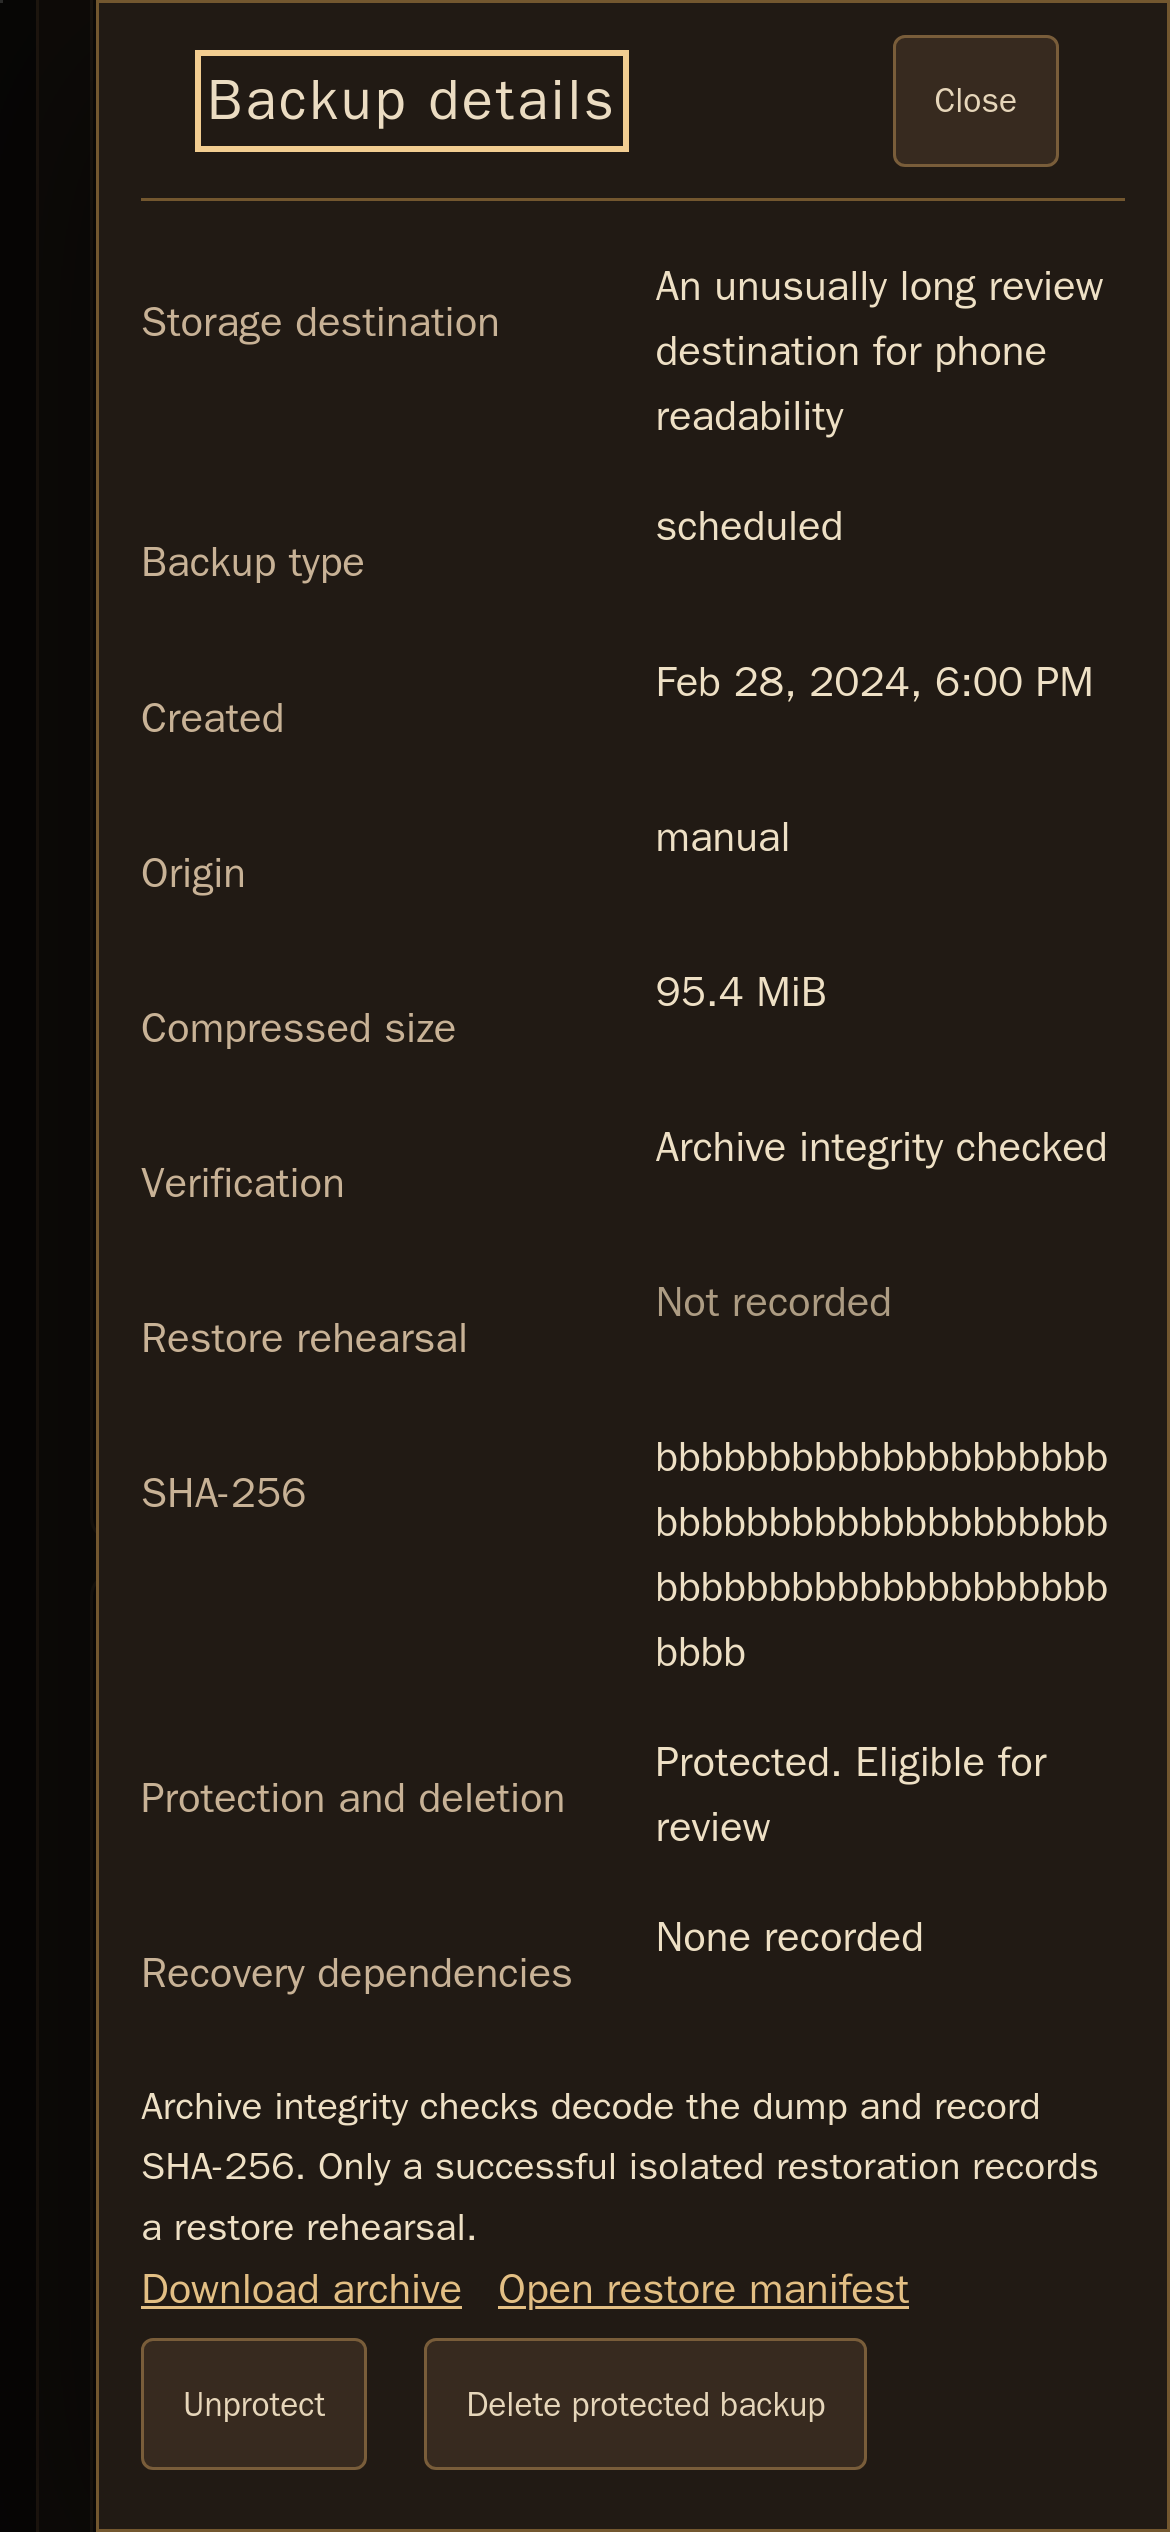 Backup details
Close
Storage destination
An unusually long review
destination for phone
readability
Backup type
scheduled
Created
Feb 28, 2024, 6:00 PM
Origin
manual
Compressed size
95.4 MiB
Verification
Archive integrity checked
Restore rehearsal
Not recorded
SHA-256
bbbbbbbbbbbbbbbbbbbb
bbbbbbbbbbbbbbbbbbbb
bbbbbbbbbbbbbbbbbbbb
bbbb
Protection and deletion
Protected. Eligible for
review
Recovery dependencies
None recorded
Archive integrity checks decode the dump and record
SHA-256. Only a successful isolated restoration records
a restore rehearsal.
Download archive Open restore manifest
Unprotect
Delete protected backup